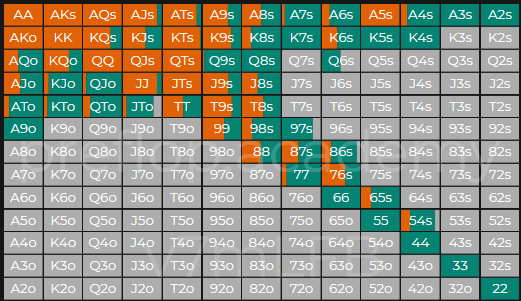 AA AKs AQs AJs ATs A9s A8s A7s A6s A5s A4s A3s A2s
AKo KK KQs KJs KTs K9s K8s K7s K6s K5s K4s K3s K2s
AQo KQo QQ QJs QTs Q9s Q8s Q7s Q6s Q5s Q4s Q3s Q2s
AJo KJo QJo JJ JTs J9s J8s J7s J6s J5s J4s J3s J2s
ATo KTo QTo JTo TT T9s T8s T7s T6s T5s T4s T3s T2s
A9o K9o Q9o J9o T9o 99 98s 97s 96s 95s 94s 93s 92s
A8o K8o Q8o J8o T8o 98o 88 87s 86s 85s 84s 83s 82s
A7o K7o Q7o J7o T7o 97o 87o 77 76s 75s 74s 73s 72s
A6o K6o Q6o J6o T6o 96o 86o 76o 66 65s 64s 63s 62s
A5o K5o Q5o J5o T5o 95o 85o 75o 65o 55 54s 53s 52s
A4o K4o Q4o J4o T4o 94o 84o 74o 64o 54o 44 43s 42s
A3o K3o Q3o J3o T3o 93o 83o 73o 63o 53o 43o 33 32s
A2o K2o Q2o J2o T2o 92o 82o 72o 62o 52o 42o 32o 22
preflop.academy